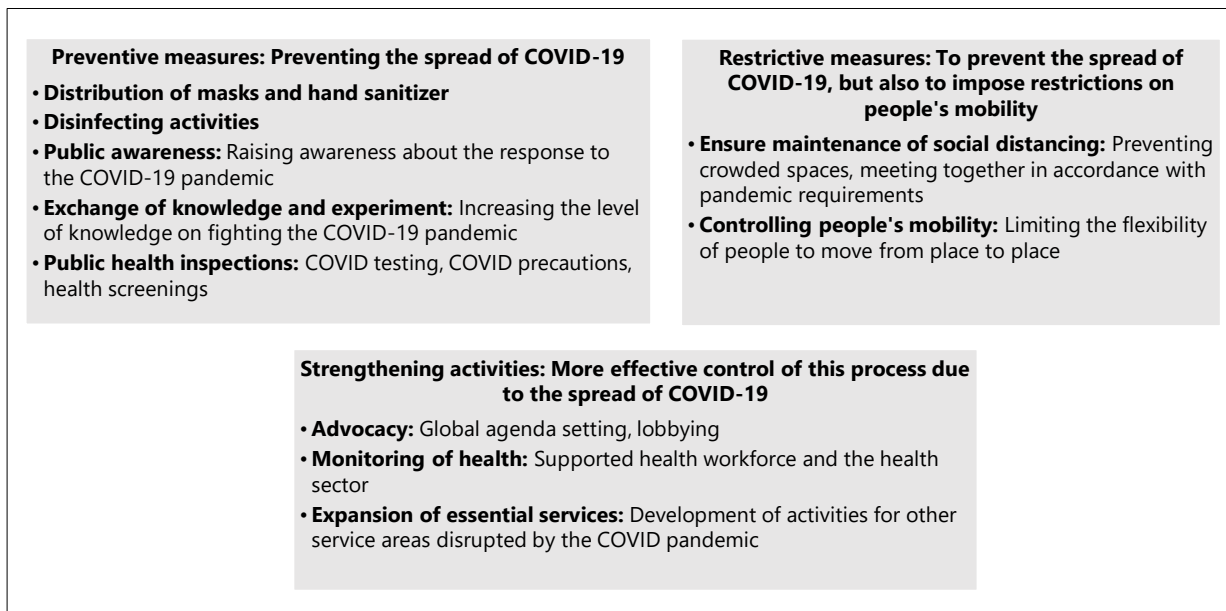 Preventive measures: Preventing the spread of COVID-19
• Distribution of masks and hand sanitizer
• Disinfecting activities
• Public awareness: Raising awareness about the response to
the COVID-19 pandemic
• Exchange of knowledge and experiment: Increasing the level
of knowledge on fighting the COVID-19 pandemic
• Public health inspections: COVID testing, COVID precautions,
health screenings
Restrictive measures: To prevent the spread of
COVID-19, but also to impose restrictions on
people's mobility
• Ensure maintenance of social distancing: Preventing
crowded spaces, meeting together in accordance with
pandemic requirements
• Controlling people's mobility: Limiting the flexibility
of people to move from place to place
Strengthening activities: More effective control of this process due
to the spread of COVID-19
• Advocacy: Global agenda setting, lobbying
• Monitoring of health: Supported health workforce and the health
sector
• Expansion of essential services: Development of activities for other
service areas disrupted by the COVID pandemic